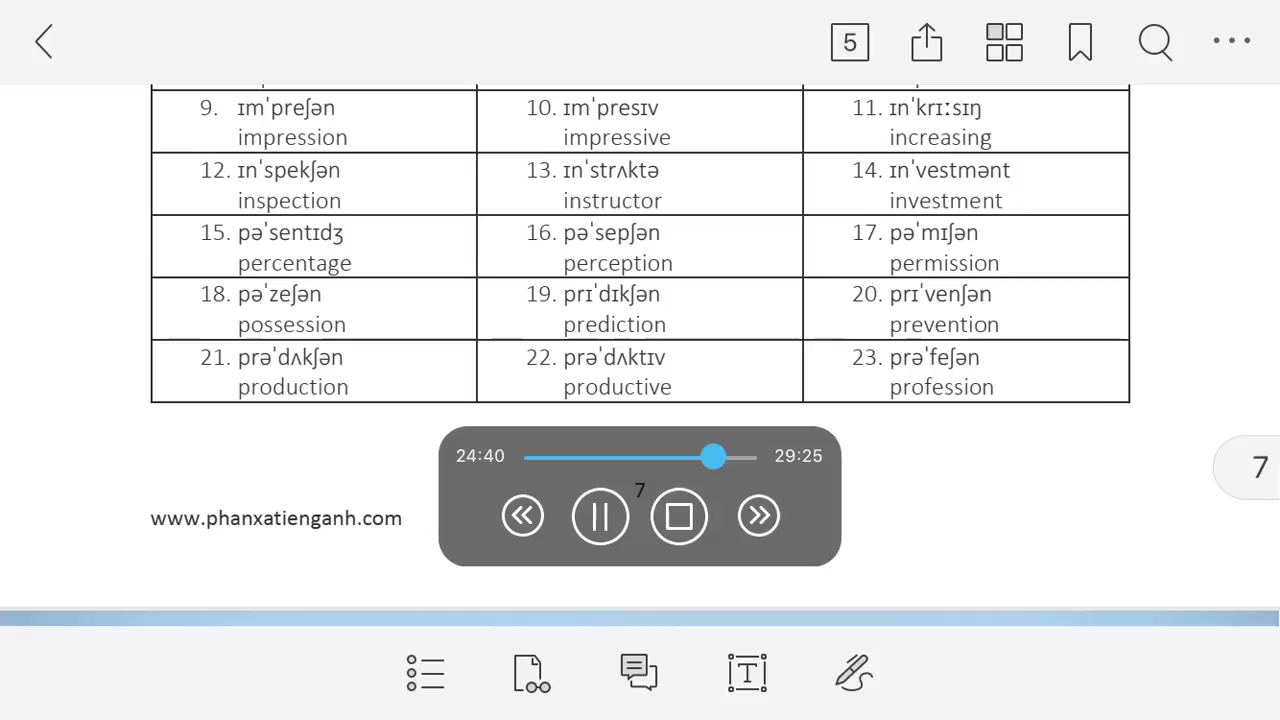 5
9. ɪmˈpreʃən 10. ɪmˈpresɪv 11. ɪnˈkrɪːsɪŋ
impression impressive increasing
12. ɪnˈspekʃən 13. ɪnˈstrʌktə 14. ɪnˈvestmənt
inspection instructor investment
15. pəˈsentɪdʒ 16. pəˈsepʃən 17. pəˈmɪʃən
percentage perception permission
18. pəˈzeʃən 19. prɪˈdɪkʃən 20. prɪˈvenʃən
possession prediction prevention
21. prəˈdʌkʃən 22. prəˈdʌktɪv 23. prəˈfeʃən
production productive profession
24:40 29:25
7
7
www.phanxatienganh.com
T